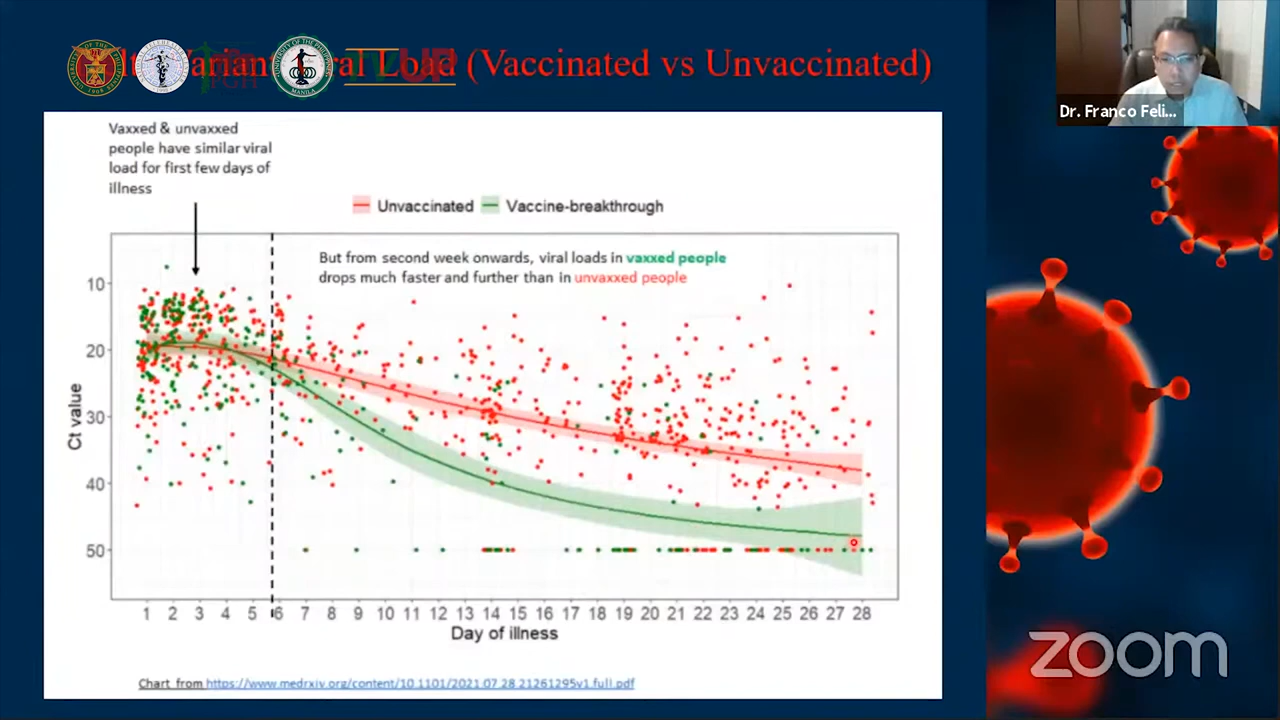 Variant Viral Load (Vaccinated vs Unvaccinated)
Dr. Franco Feli...
Vaxxed & unvaxxed
people have similar viral
load for first few days of
illness
Unvaccinated Vaccine-breakthrough
But from second week onwards, viral loads in vaxxed people
drops much faster and further than in unvaxxed people
10
20
30
40
50
Ct value
1 2 3 4 5 6 7 8 9 10 11 12 13 14 15 16 17 18 19 20 21 22 23 24 25 26 27 28
Day of illness
Chart from https://www.medrxiv.org/content/10.1101/2021.07.28.21261295v1.full.pdf
zoom